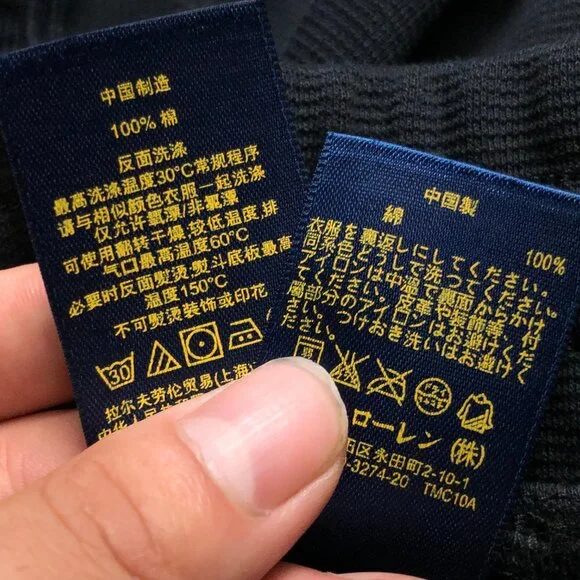 中国制造
100% 棉
反面洗涤
最高洗涤温度30°C常规程序
请与相似颜色衣服一起洗涤
仅允许氧漂/非氯漂
可使用翻转干燥,较低温度,排
气口最高温度60°C
必要时反面熨烫,熨斗底板最高
温度150°C
不可熨烫装饰或印花
30
拉尔夫劳伦贸易(上海)
中华人民共和
中国製
綿 100%
衣服を裏返しにしてください。
同系色どうしで洗ってください。
アイロンは中温で裏面からかけ
てください。皮革や装飾等、付
属部分のアイロンはお避けくだ
さい。つけおき洗いはお避けく
ださい。
ローレン (株)
区永田町2-10-1
-3274-20 TMC10A